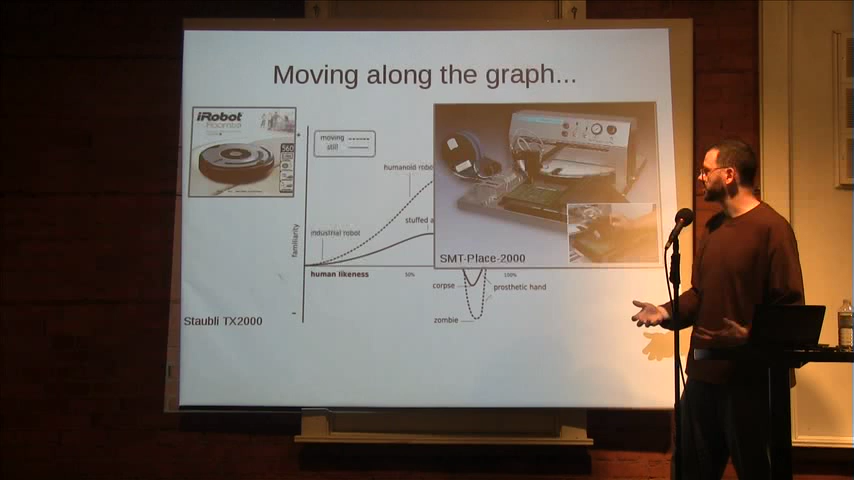 Moving along the graph...
iRobot
Roomba
560
moving
still
humanoid robo
stuffed a
industrial robot
familiarity
+
-
human likeness
50%
100%
corpse
prosthetic hand
zombie
SMT-Place-2000
Staubli TX2000